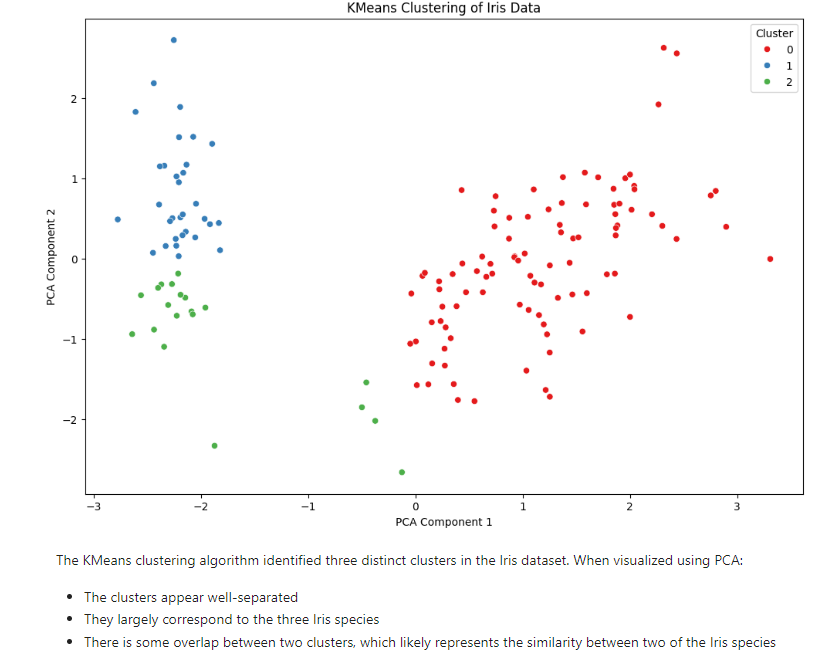 KMeans Clustering of Iris Data
Cluster
0
1
2
2
1
0
−1
−2
PCA Component 2
−3
−2
−1
0
1
2
3
PCA Component 1
The KMeans clustering algorithm identified three distinct clusters in the Iris dataset. When visualized using PCA:
• The clusters appear well-separated
• They largely correspond to the three Iris species
• There is some overlap between two clusters, which likely represents the similarity between two of the Iris species